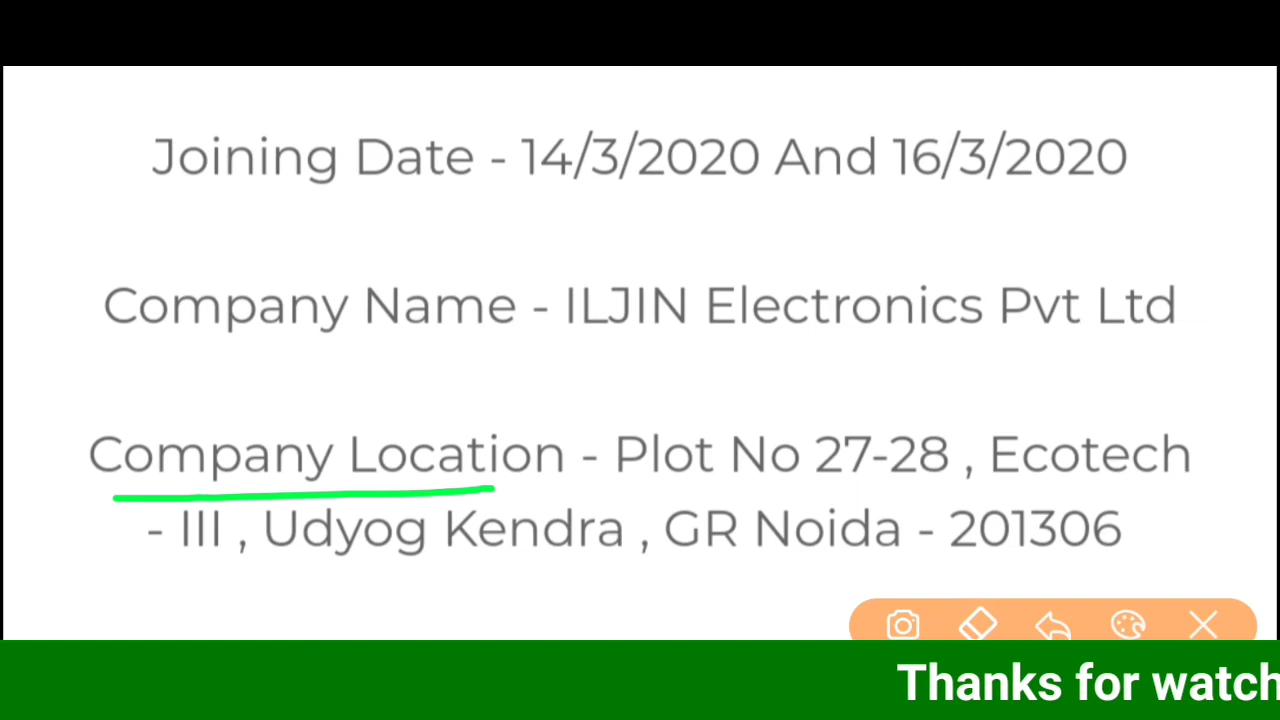 Joining Date - 14/3/2020 And 16/3/2020
Company Name - ILJIN Electronics Pvt Ltd
Company Location - Plot No 27-28 , Ecotech
- III , Udyog Kendra , GR Noida - 201306
Thanks for watch